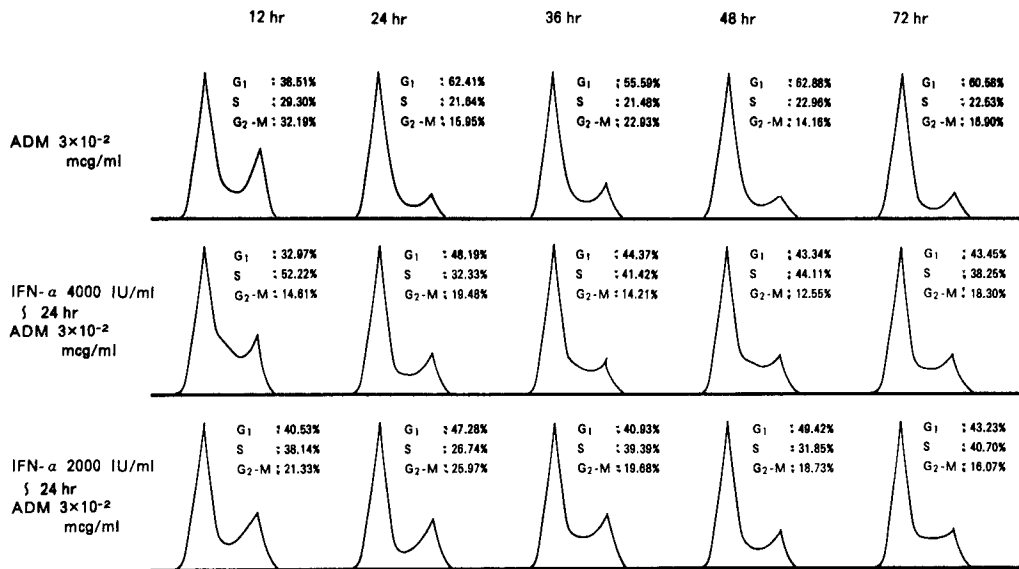 12 hr 24 hr 36 hr 48 hr 72 hr
ADM 3×10⁻²
mcg/ml
G₁ : 38.51%
S : 29.30%
G₂-M : 32.19%
G₁ : 62.41%
S : 21.64%
G₂-M : 15.95%
G₁ : 55.59%
S : 21.48%
G₂-M : 22.93%
G₁ : 62.88%
S : 22.96%
G₂-M : 14.16%
G₁ : 60.58%
S : 22.53%
G₂-M : 16.90%
IFN-α 4000 IU/ml
⟆ 24 hr
ADM 3×10⁻²
mcg/ml
G₁ : 32.97%
S : 52.22%
G₂-M : 14.81%
G₁ : 48.19%
S : 32.33%
G₂-M : 19.48%
G₁ : 44.37%
S : 41.42%
G₂-M : 14.21%
G₁ : 43.34%
S : 44.11%
G₂-M : 12.55%
G₁ : 43.45%
S : 38.25%
G₂-M : 18.30%
IFN-α 2000 IU/ml
⟆ 24 hr
ADM 3×10⁻²
mcg/ml
G₁ : 40.53%
S : 38.14%
G₂-M : 21.33%
G₁ : 47.28%
S : 26.74%
G₂-M : 25.97%
G₁ : 40.93%
S : 39.39%
G₂-M : 19.68%
G₁ : 49.42%
S : 31.85%
G₂-M : 18.73%
G₁ : 43.23%
S : 40.70%
G₂-M : 16.07%